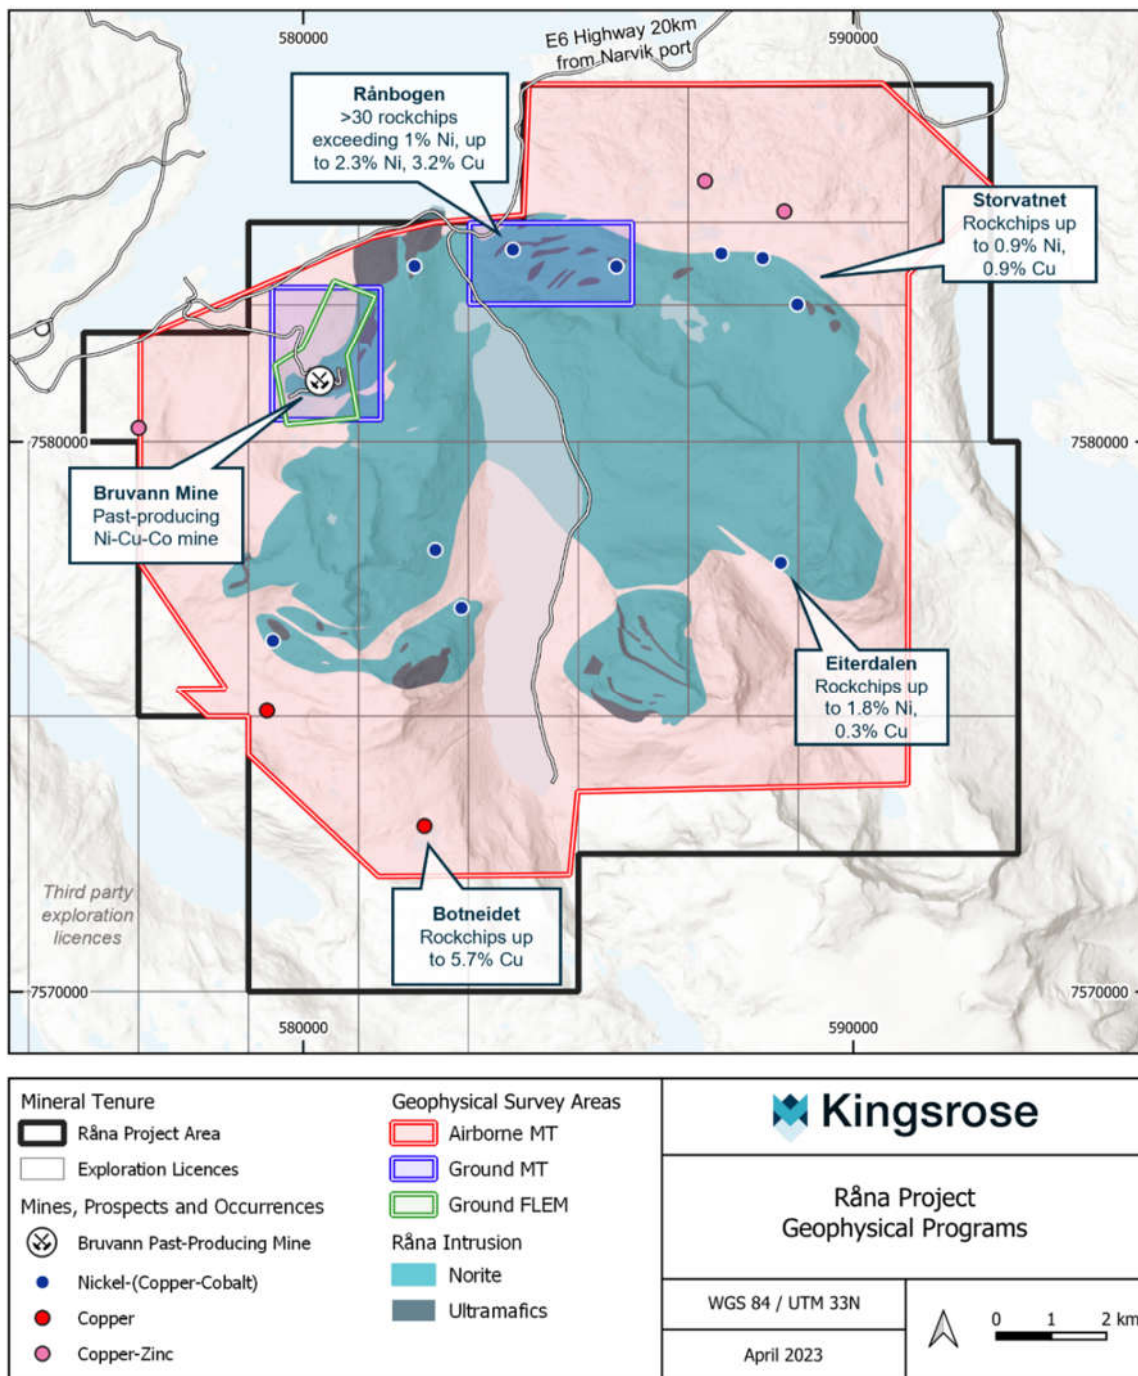 580000
590000
E6 Highway 20km
from Narvik port
Rånbogen
>30 rockchips
exceeding 1% Ni, up
to 2.3% Ni, 3.2% Cu
Storvatnet
Rockchips up
to 0.9% Ni,
0.9% Cu
7580000
7580000
Bruvann Mine
Past-producing
Ni-Cu-Co mine
Eiterdalen
Rockchips up
to 1.8% Ni,
0.3% Cu
Third party
exploration
licences
Botneidet
Rockchips up
to 5.7% Cu
7570000
7570000
580000
590000
Mineral Tenure
Råna Project Area
Exploration Licences
Mines, Prospects and Occurrences
Bruvann Past-Producing Mine
Nickel-(Copper-Cobalt)
Copper
Copper-Zinc
Geophysical Survey Areas
Airborne MT
Ground MT
Ground FLEM
Råna Intrusion
Norite
Ultramafics
Kingsrose
Råna Project
Geophysical Programs
WGS 84 / UTM 33N
April 2023
0 1 2 km